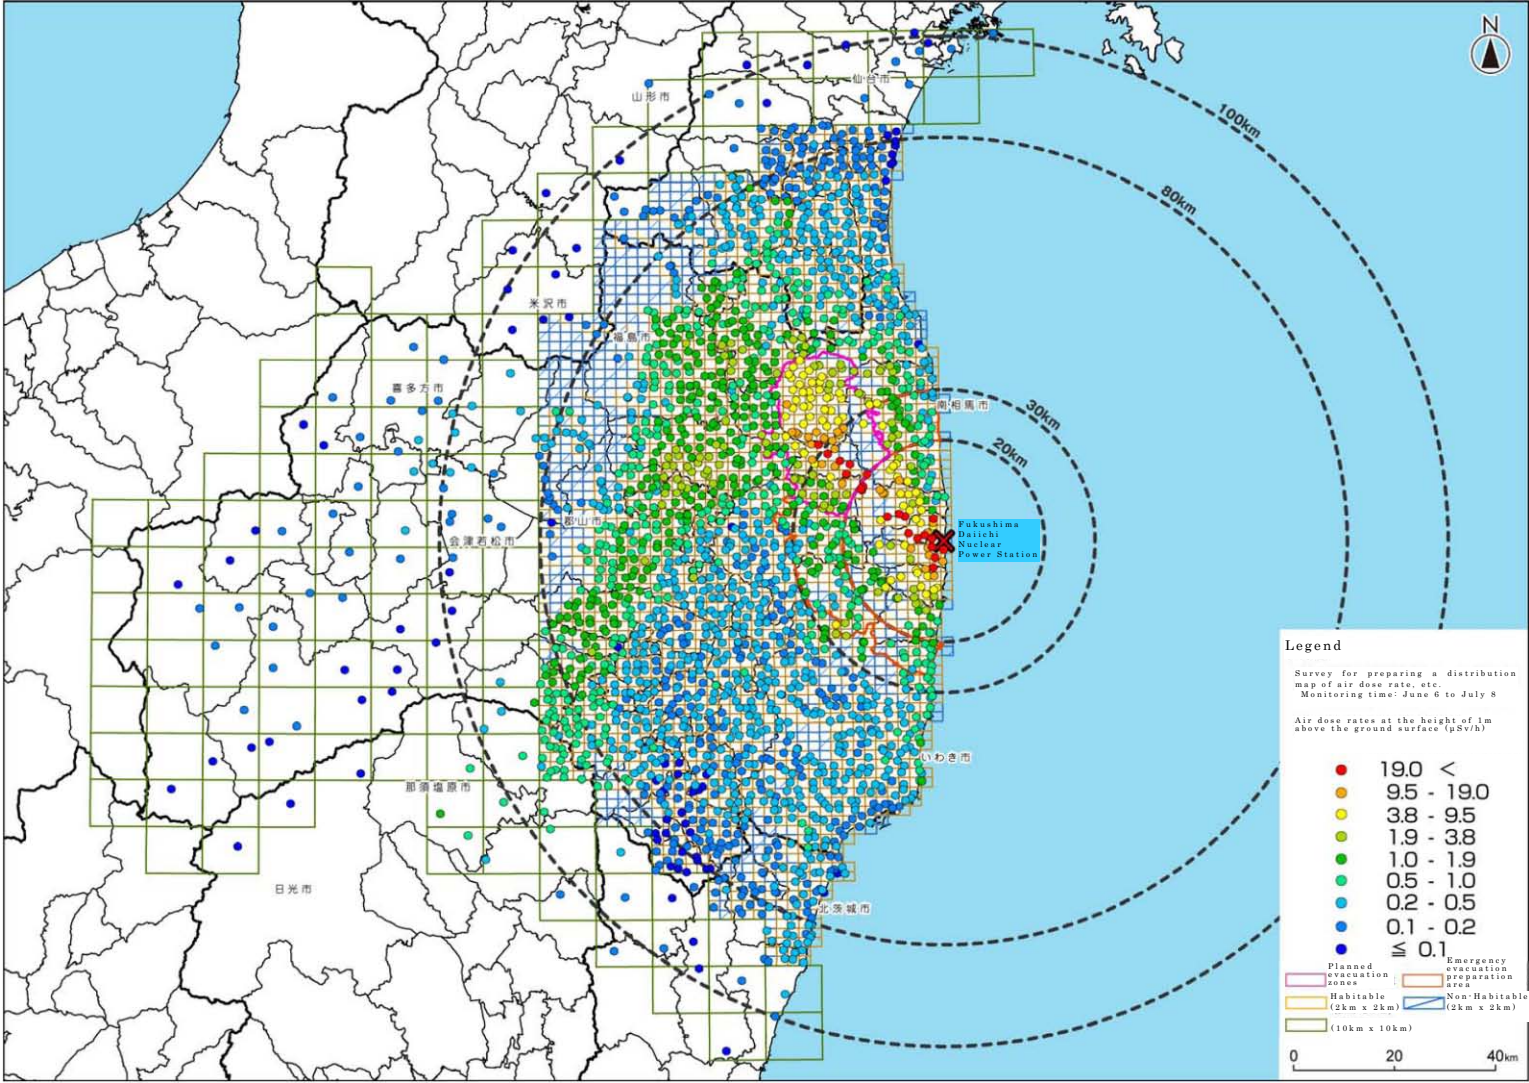 N
仙台市
山形市
100km
80km
米沢市
福島市
喜多方市
南相馬市
30km
20km
郡山市
会津若松市
Fukushima
Daiichi
Nuclear
Power Station
いわき市
那須塩原市
日光市
北茨城市
Legend
Survey for preparing a distribution
map of air dose rate, etc.
Monitoring time: June 6 to July 8
Air dose rates at the height of 1m
above the ground surface (μSv/h)
19.0 <
9.5 - 19.0
3.8 - 9.5
1.9 - 3.8
1.0 - 1.9
0.5 - 1.0
0.2 - 0.5
0.1 - 0.2
≦ 0.1
Planned
evacuation
zones
:
Emergency
evacuation
preparation
area
Habitable
(2km x 2km)
Non-Habitable
(2km x 2km)
(10km x 10km)
0 20 40km